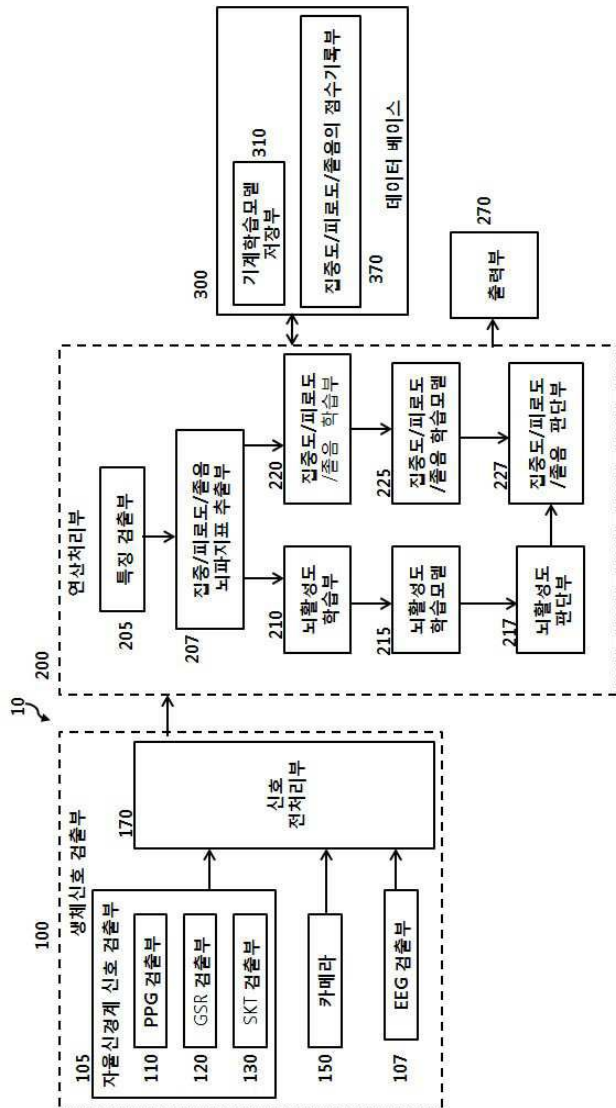 10
100
생체신호 검출부
105
자율신경계 신호 검출부
110
PPG 검출부
120
GSR 검출부
130
SKT 검출부
150
카메라
107
EEG 검출부
170
신호
전처리부
200
연산처리부
205
특징 검출부
207
집중/피로도/졸음
뇌파지표 추출부
210
뇌활성도
학습부
215
뇌활성도
학습모델
217
뇌활성도
판단부
220
집중도/피로도
/졸음 학습부
225
집중도/피로도
/졸음 학습모델
227
집중도/피로도
/졸음 판단부
300
310
기계학습모델
저장부
집중도/피로도/졸음의 점수기록부
370
데이터 베이스
270
출력부